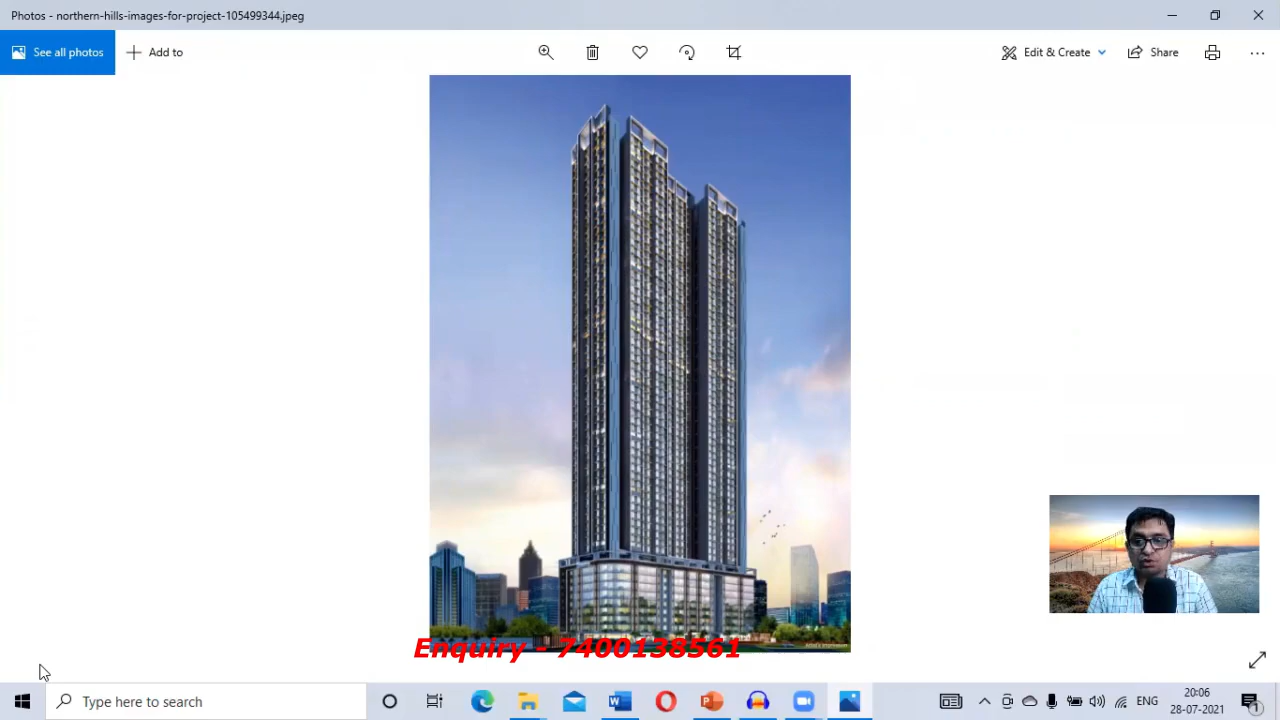 Photos - northern-hills-images-for-project-105499344.jpeg
See all photos
Add to
Edit & Create
Share
Enquiry - 7400138561
Type here to search
ENG
20:06
28-07-2021